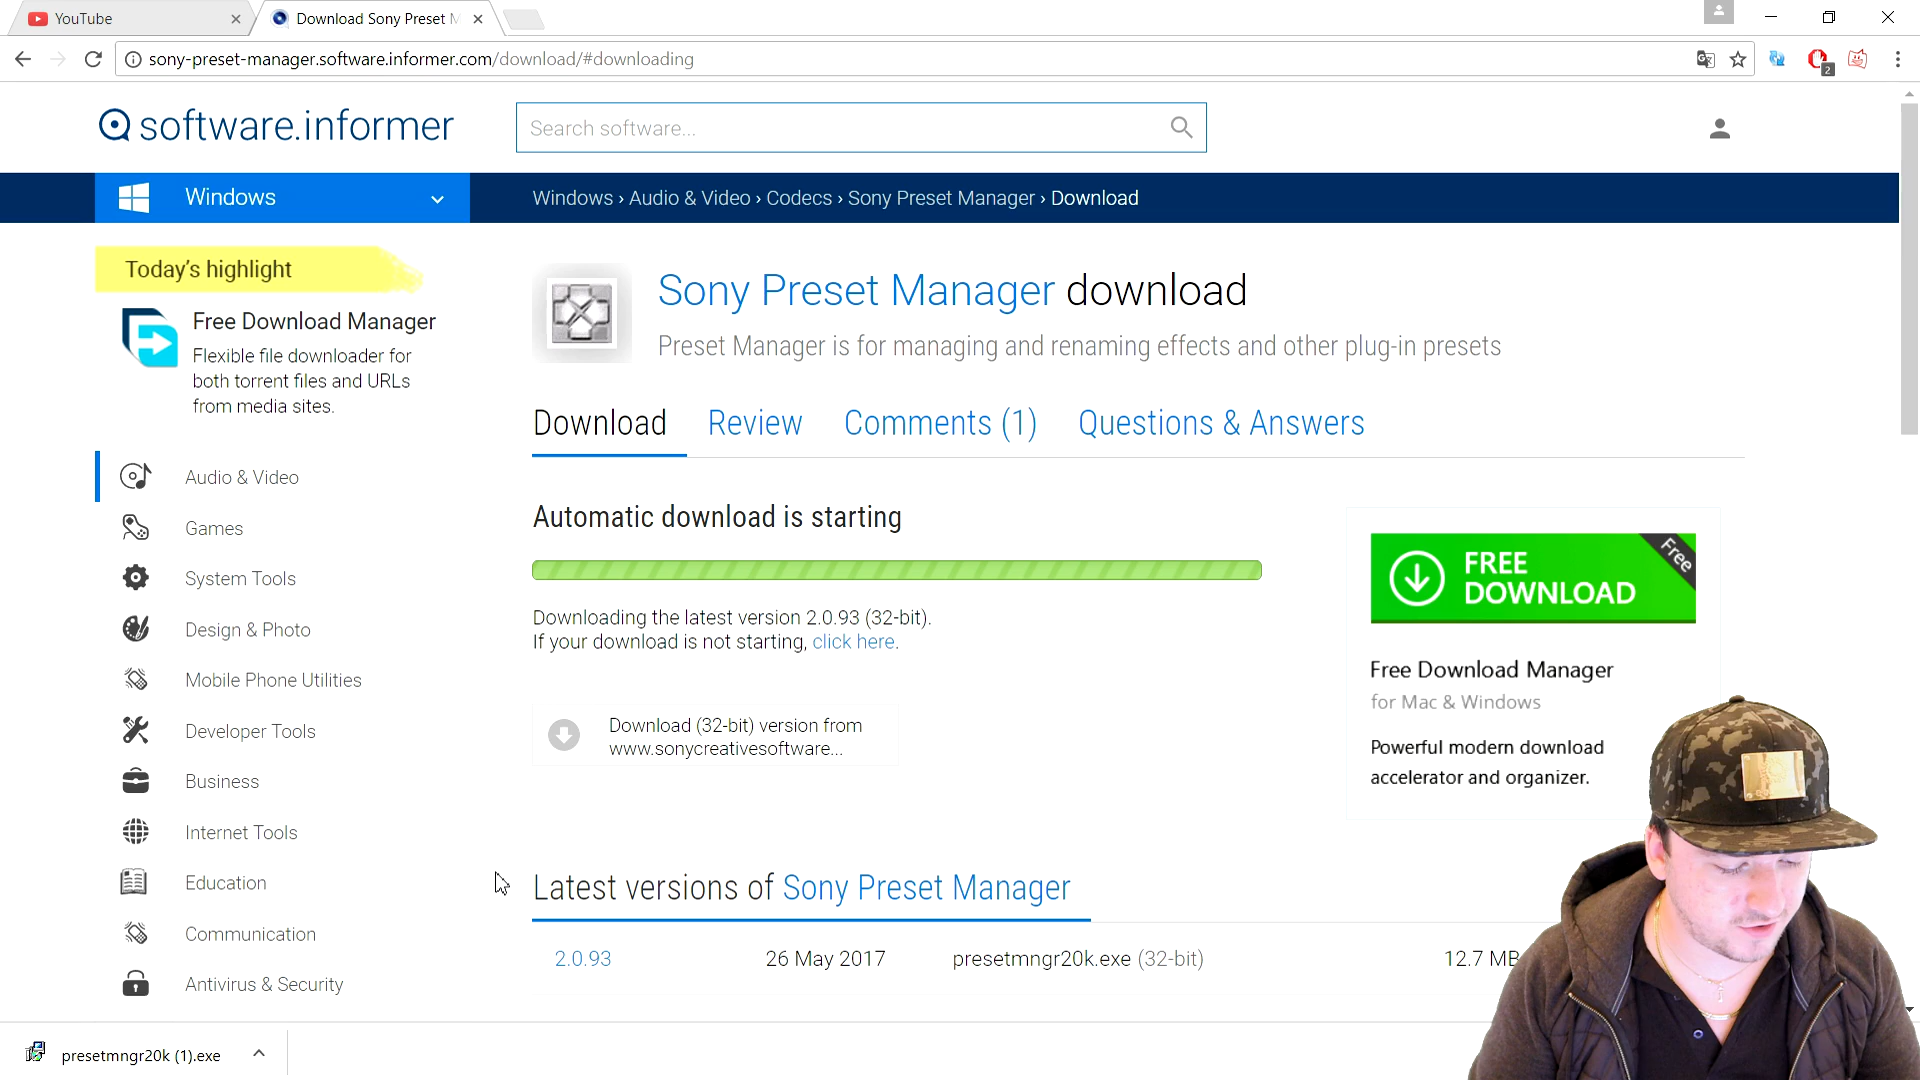 YouTube
Download Sony Preset M
sony-preset-manager.software.informer.com/download/#downloading
2
software.informer
Search software...
Windows
Windows › Audio & Video › Codecs › Sony Preset Manager › Download
Today's highlight
Free Download Manager
Flexible file downloader for
both torrent files and URLs
from media sites.
Audio & Video
Games
System Tools
Design & Photo
Mobile Phone Utilities
Developer Tools
Business
Internet Tools
Education
Communication
Antivirus & Security
Sony Preset Manager download
Preset Manager is for managing and renaming effects and other plug-in presets
Download
Review
Comments (1)
Questions & Answers
Automatic download is starting
Downloading the latest version 2.0.93 (32-bit).
If your download is not starting, click here.
Download (32-bit) version from
www.sonycreativesoftware...
FREE
DOWNLOAD
Free
Free Download Manager
for Mac & Windows
Powerful modern download
accelerator and organizer.
Latest versions of Sony Preset Manager
2.0.93 26 May 2017 presetmngr20k.exe (32-bit) 12.7 MB
presetmngr20k (1).exe